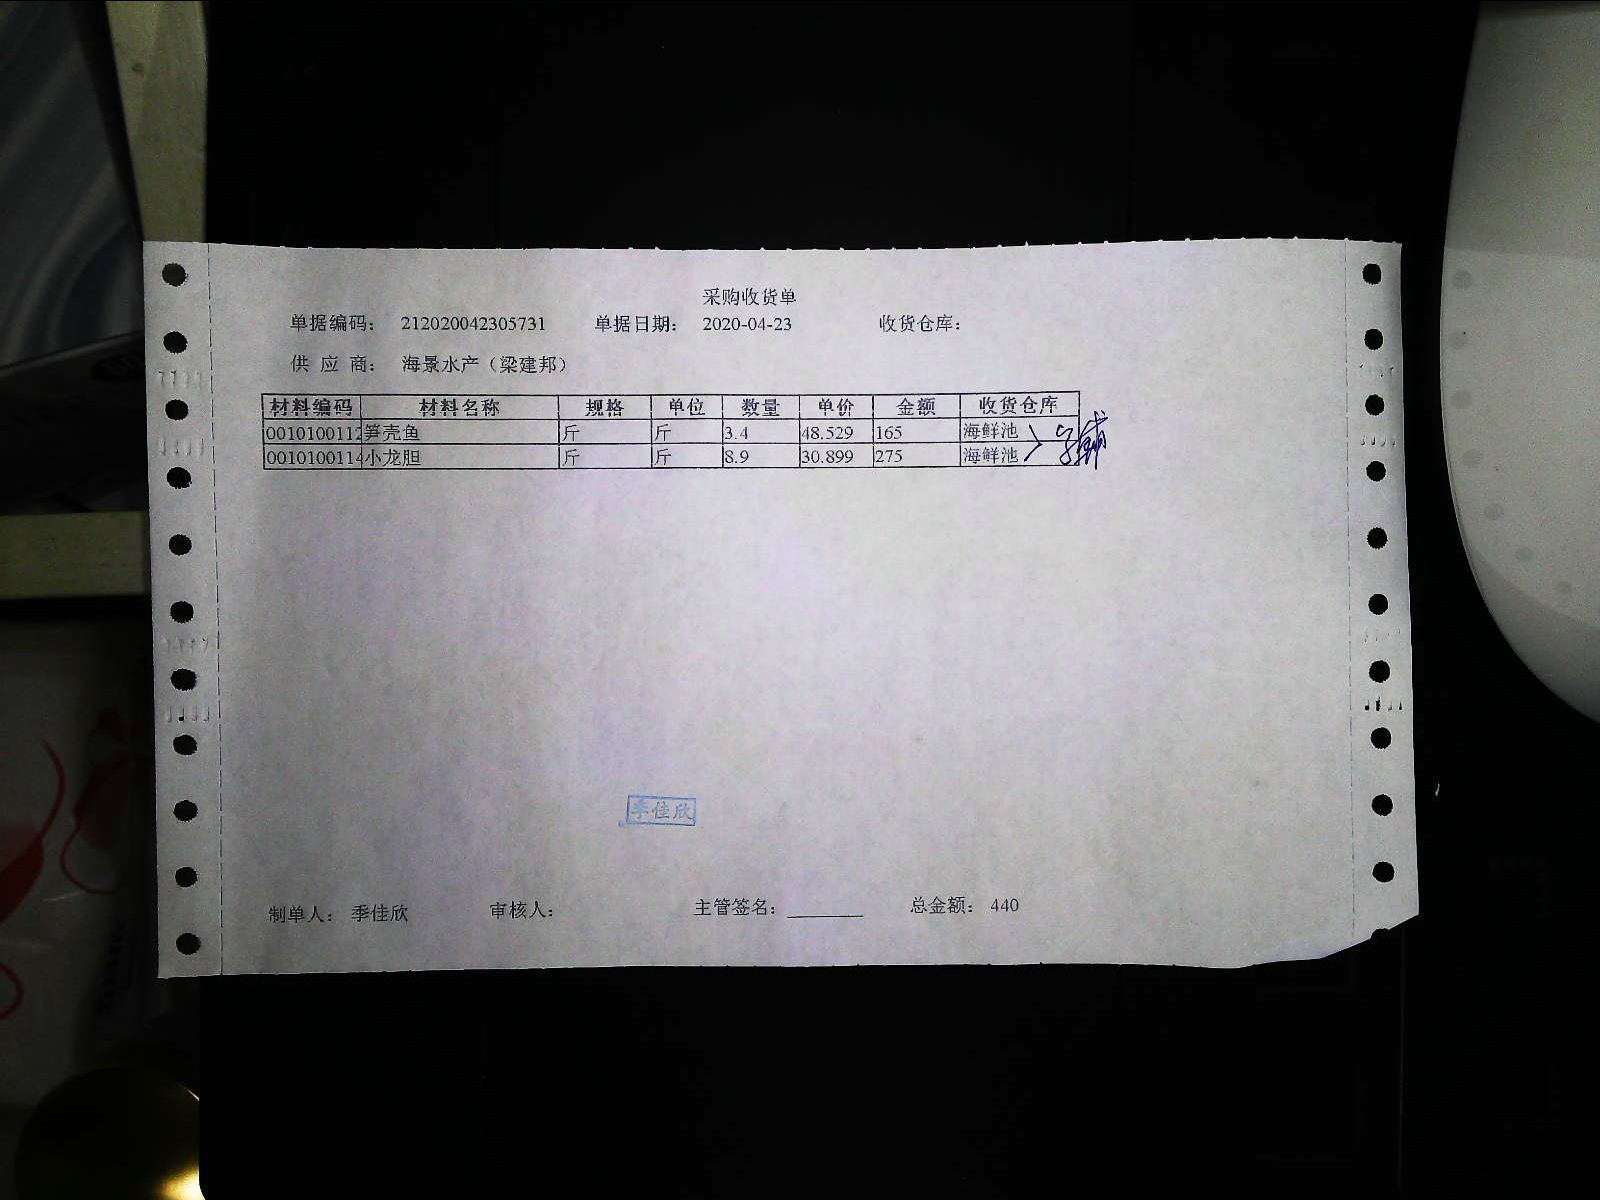 采购收货单
单据编码： 212020042305731 单据日期： 2020-04-23 收货仓库：
供 应 商： 海景水产（梁建邦）
材料编码 材料名称 规格 单位 数量 单价 金额 收货仓库
0010100112 笋壳鱼 斤 斤 3.4 48.529 165 海鲜池
0010100114 小龙胆 斤 斤 8.9 30.899 275 海鲜池
季佳欣
制单人： 季佳欣 审核人： 主管签名： 总金额： 440